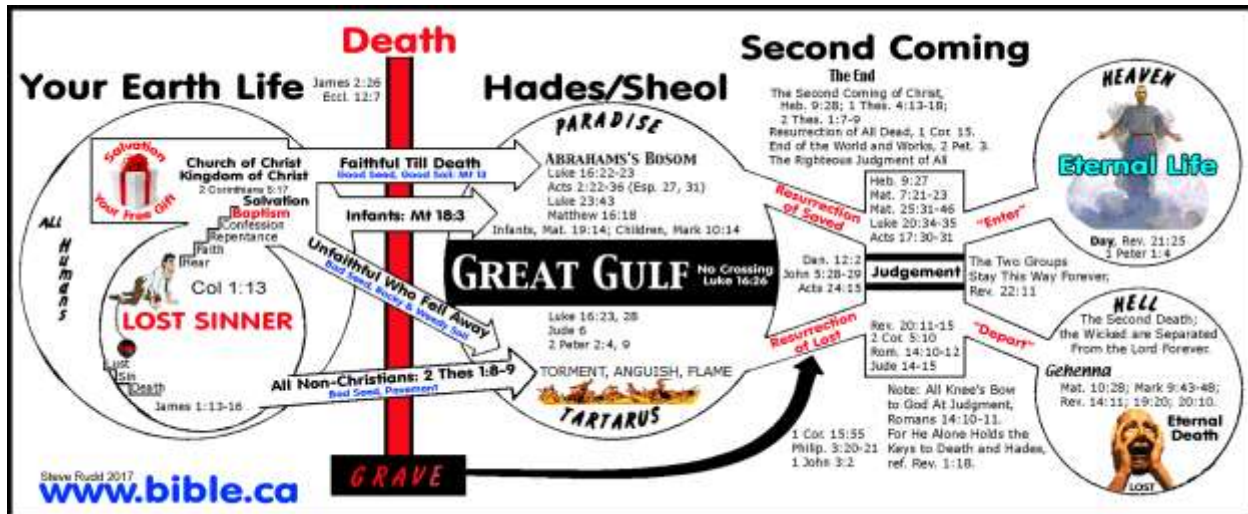 Death
Your Earth Life
James 2:26
Eccl. 12:7
Salvation
Your Free Gift
Church of Christ
Kingdom of Christ
2 Corinthians 5:17
Salvation
Baptism
Confession
Repentance
Faith
Hear
All Humans
Col 1:13
LOST SINNER
Lust
Sin
Death
James 1:13-16
Faithful Till Death
Good Seed, Good Soil: Mt 13
Infants: Mt 18:3
Unfaithful Who Fell Away
Bad Seed, Rocky & Weedy Soil
All Non-Christians: 2 Thes 1:8-9
Bad Seed, Pavement
GRAVE
Steve Rudd 2017
www.bible.ca
Hades/Sheol
PARADISE
ABRAHAMS'S BOSOM
Luke 16:22-23
Acts 2:22-36 (Esp. 27, 31)
Luke 23:43
Matthew 16:18
Infants, Mat. 19:14; Children, Mark 10:14
GREAT GULF
No Crossing
Luke 16:26
Luke 16:23, 28
Jude 6
2 Peter 2:4, 9
TORMENT, ANGUISH, FLAME
TARTARUS
Second Coming
The End
The Second Coming of Christ,
Heb. 9:28; 1 Thes. 4:13-18;
2 Thes. 1:7-9
Resurrection of All Dead, 1 Cor. 15.
End of the World and Works, 2 Pet. 3.
The Righteous Judgment of All
Resurrection
of Saved
Heb. 9:27
Mat. 7:21-23
Mat. 25:31-46
Luke 20:34-35
Acts 17:30-31
"Enter"
Dan. 12:2
John 5:28-29
Acts 24:15
Judgement
The Two Groups
Stay This Way Forever,
Rev. 22:11
Resurrection
of Lost
Rev. 20:11-15
2 Cor. 5:10
Rom. 14:10-12
Jude 14-15
"Depart"
Note: All Knee's Bow
to God At Judgment,
Romans 14:10-11.
For He Alone Holds the
Keys to Death and Hades,
ref. Rev. 1:18.
1 Cor. 15:55
Philip. 3:20-21
1 John 3:2
HEAVEN
Eternal Life
Day, Rev. 21:25
1 Peter 1:4
HELL
The Second Death;
the Wicked are Separated
From the Lord Forever.
Gehenna
Mat. 10:28; Mark 9:43-48;
Rev. 14:11; 19:20; 20:10.
Eternal
Death
LOST